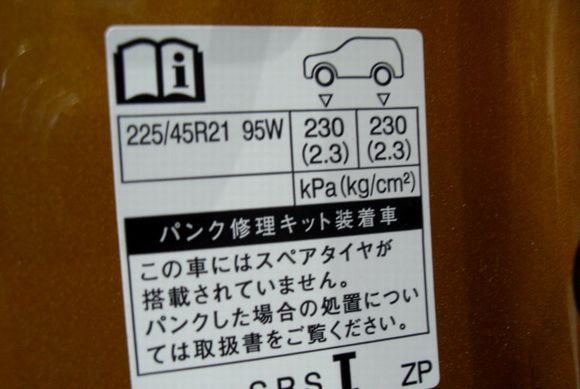 i
225/45R21 95W 230 230
(2.3) (2.3)
kPa(kg/cm²)
パンク修理キット装着車
この車にはスペアタイヤが
搭載されていません。
パンクした場合の処置につい
ては取扱書をご覧ください。
SRS I ZP